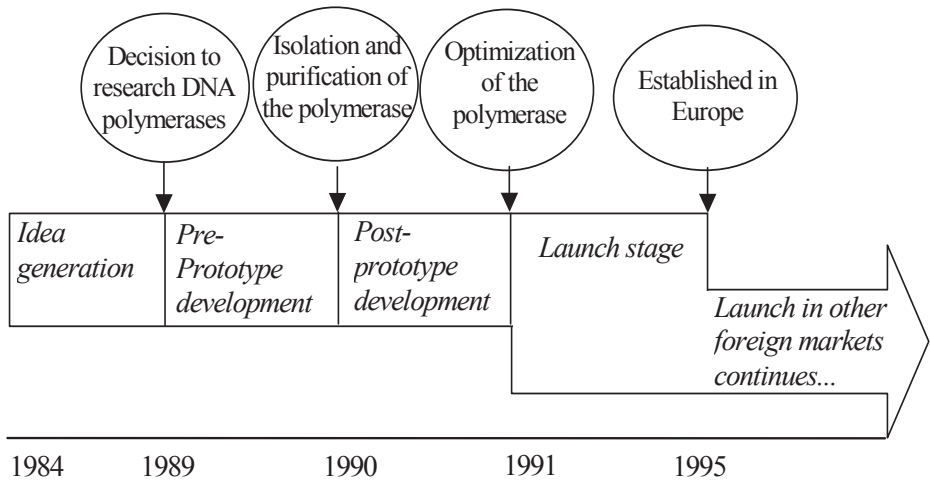 Decision to
research DNA
polymerases
Isolation and
purification of
the polymerase
Optimization
of the
polymerase
Established in
Europe
Idea
generation
Pre-
Prototype
development
Post-
prototype
development
Launch stage
Launch in other
foreign markets
continues...
1984
1989
1990
1991
1995